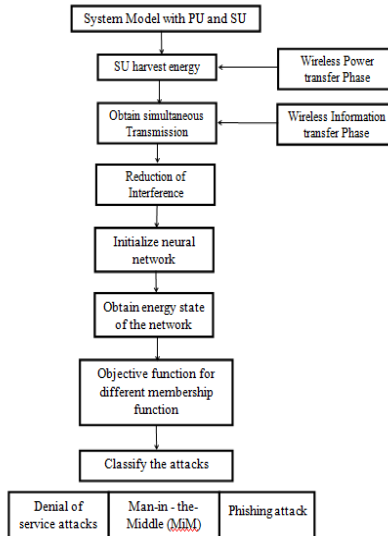 System Model with PU and SU
SU harvest energy
Wireless Power
transfer Phase
Obtain simultaneous
Transmission
Wireless Information
transfer Phase
Reduction of
Interference
Initialize neural
network
Obtain energy state
of the network
Objective function for
different membership
function
Classify the attacks
Denial of
service attacks
Man-in - the-
Middle (MiM)
Phishing attack